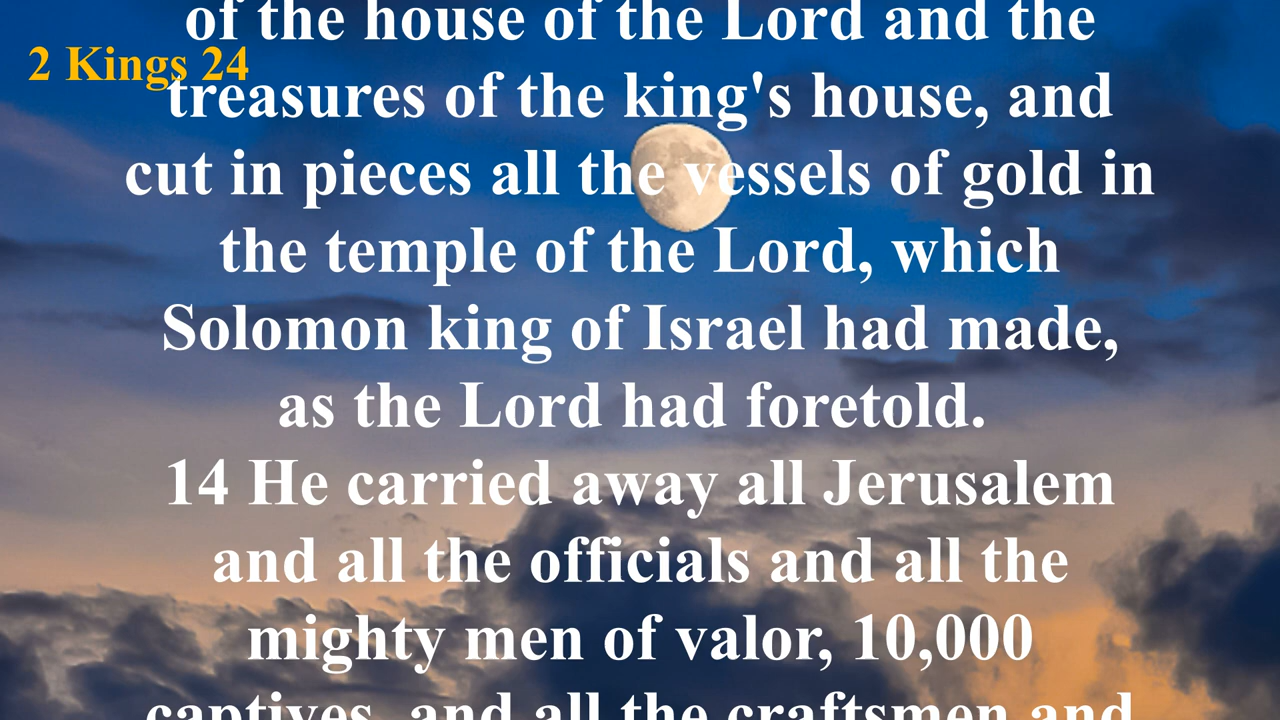 of the house of the Lord and the
2 Kings 24
treasures of the king's house, and
cut in pieces all the vessels of gold in
the temple of the Lord, which
Solomon king of Israel had made,
as the Lord had foretold.
14 He carried away all Jerusalem
and all the officials and all the
mighty men of valor, 10,000
captives, and all the craftsmen and